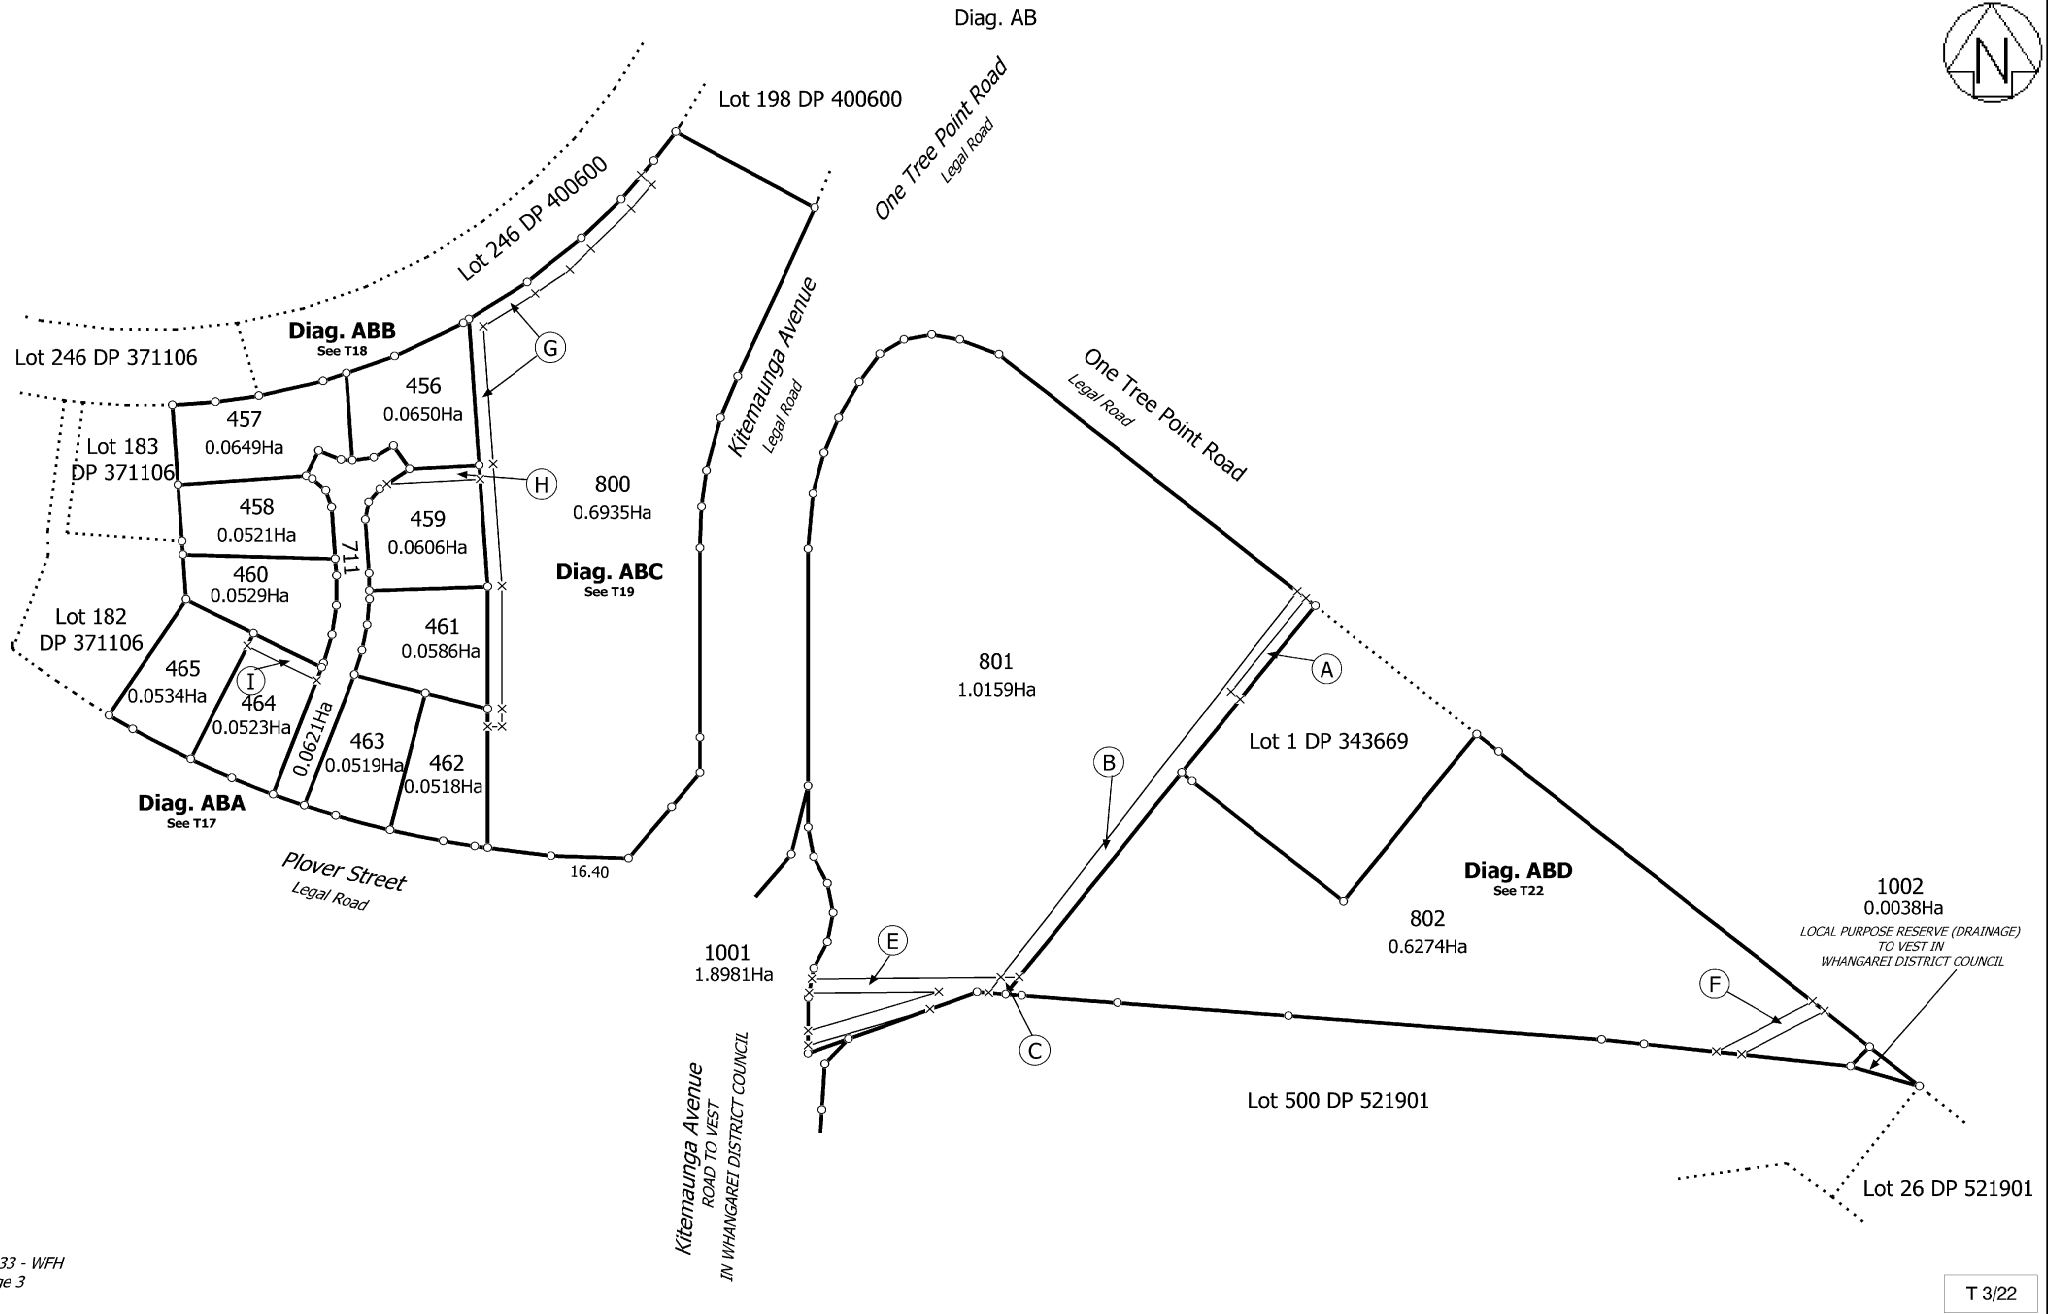 Diag. AB
N
Lot 198 DP 400600
One Tree Point Road
Legal Road
Lot 246 DP 400600
Lot 246 DP 371106
Diag. ABB
See T18
G
456
0.0650Ha
457
0.0649Ha
Kitemaunga Avenue
Legal Road
One Tree Point Road
Legal Road
Lot 183
DP 371106
H
800
0.6935Ha
458
0.0521Ha
459
0.0606Ha
711
0.0621Ha
460
0.0529Ha
Diag. ABC
See T19
Lot 182
DP 371106
461
0.0586Ha
465
0.0534Ha
I
464
0.0523Ha
463
0.0519Ha
462
0.0518Ha
801
1.0159Ha
A
Lot 1 DP 343669
B
Diag. ABA
See T17
Plover Street
Legal Road
16.40
Diag. ABD
See T22
802
0.6274Ha
1002
0.0038Ha
LOCAL PURPOSE RESERVE (DRAINAGE)
TO VEST IN
WHANGAREI DISTRICT COUNCIL
1001
1.8981Ha
E
F
C
Kitemaunga Avenue
ROAD TO VEST
IN WHANGAREI DISTRICT COUNCIL
Lot 500 DP 521901
Lot 26 DP 521901
33 - WFH
ge 3
T 3/22